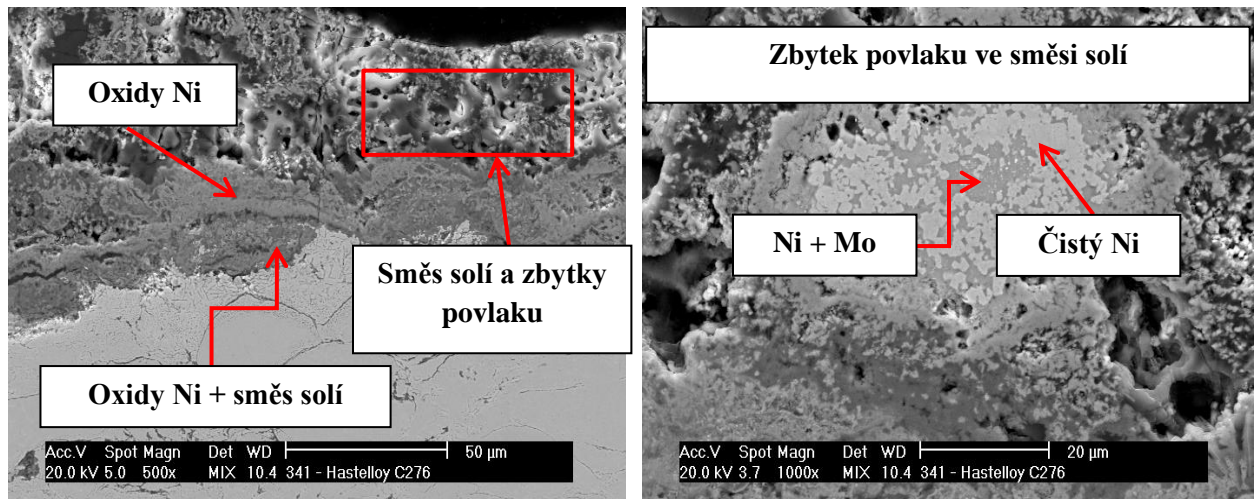 Oxidy Ni
Směs solí a zbytky
povlaku
Oxidy Ni + směs solí
Acc.V Spot Magn Det WD 50 µm
20.0 kV 5.0 500x MIX 10.4 341 - Hastelloy C276
Zbytek povlaku ve směsi solí
Ni + Mo
Čistý Ni
Acc.V Spot Magn Det WD 20 µm
20.0 kV 3.7 1000x MIX 10.4 341 - Hastelloy C276